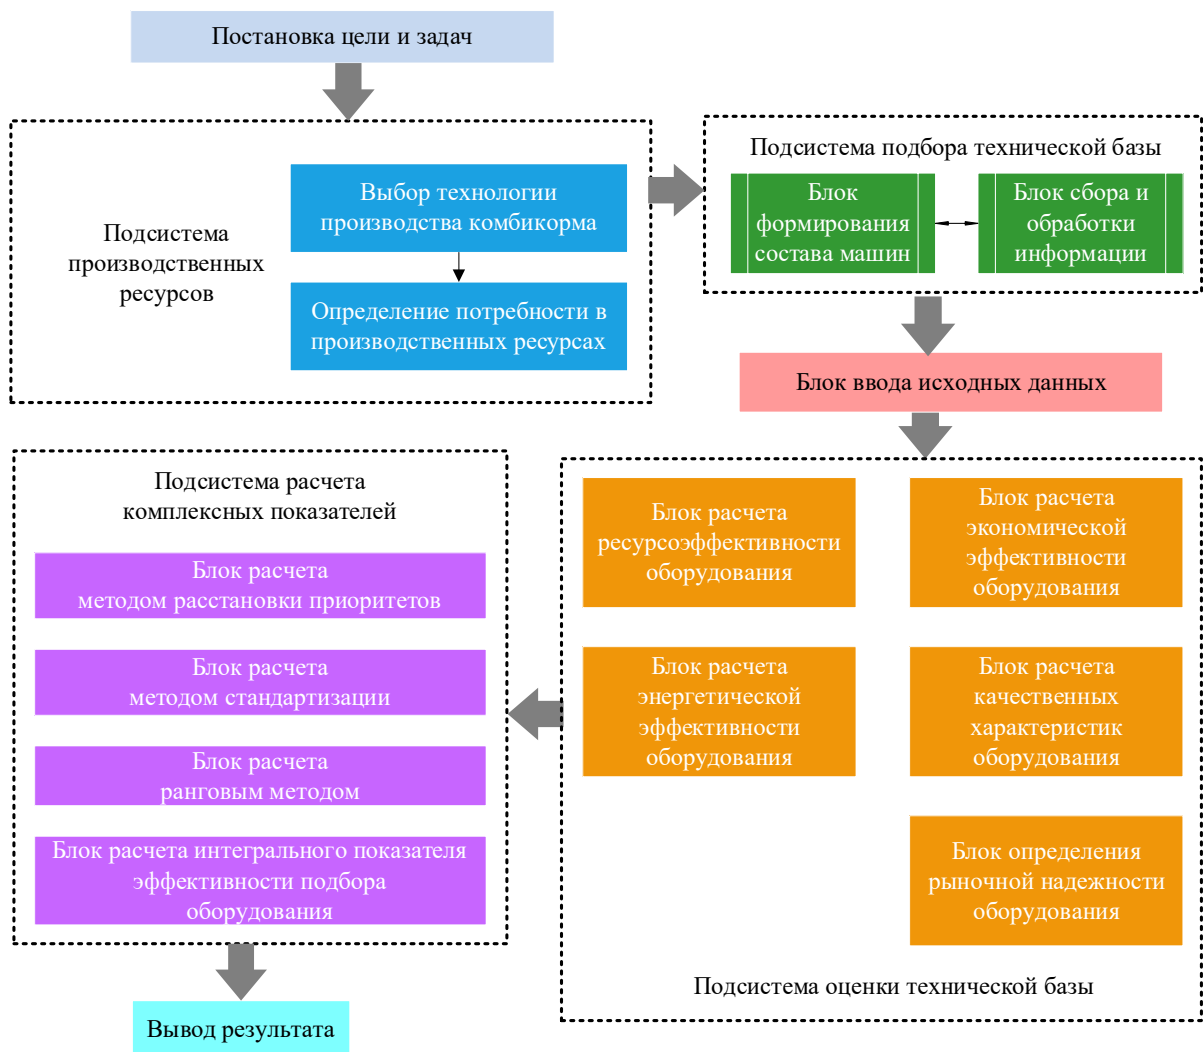 Постановка цели и задач
Подсистема
производственных
ресурсов
Выбор технологии
производства комбикорма
Определение потребности в
производственных ресурсах
Подсистема подбора технической базы
Блок
формирования
состава машин
Блок сбора и
обработки
информации
Блок ввода исходных данных
Блок расчета
ресурсоэффективности
оборудования
Блок расчета
экономической
эффективности
оборудования
Блок расчета
энергетической
эффективности
оборудования
Блок расчета
качественных
характеристик
оборудования
Блок определения
рыночной надежности
оборудования
Подсистема оценки технической базы
Подсистема расчета
комплексных показателей
Блок расчета
методом расстановки приоритетов
Блок расчета
методом стандартизации
Блок расчета
ранговым методом
Блок расчета интегрального показателя
эффективности подбора
оборудования
Вывод результата